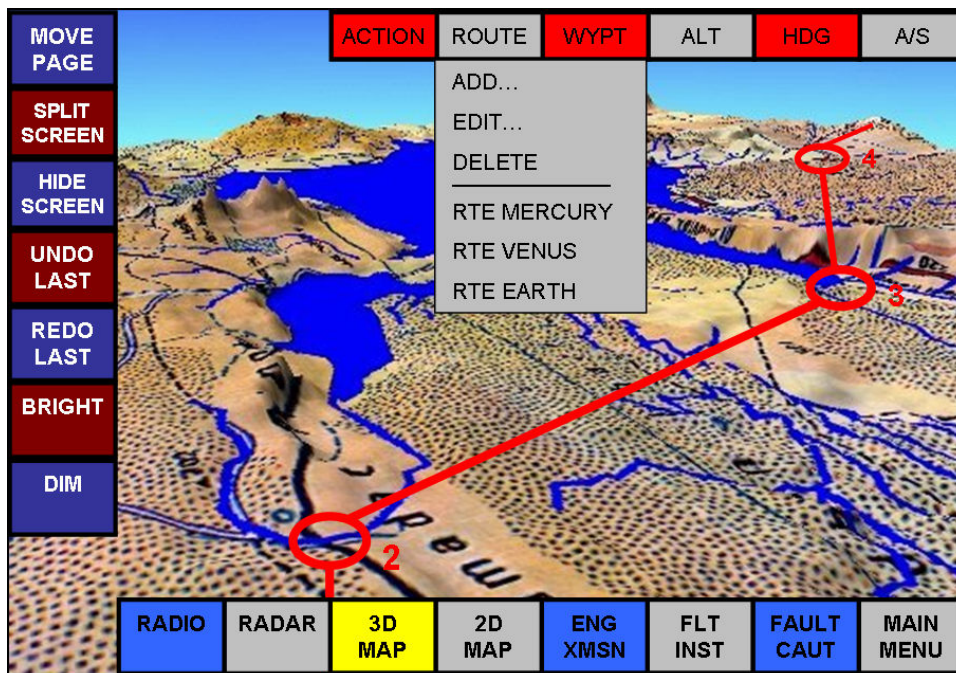 MOVE
PAGE
SPLIT
SCREEN
HIDE
SCREEN
UNDO
LAST
REDO
LAST
BRIGHT
DIM
ACTION
ROUTE
WYPT
ALT
HDG
A/S
ADD...
EDIT...
DELETE
RTE MERCURY
RTE VENUS
RTE EARTH
4
3
2
RADIO
RADAR
3D
MAP
2D
MAP
ENG
XMSN
FLT
INST
FAULT
CAUT
MAIN
MENU